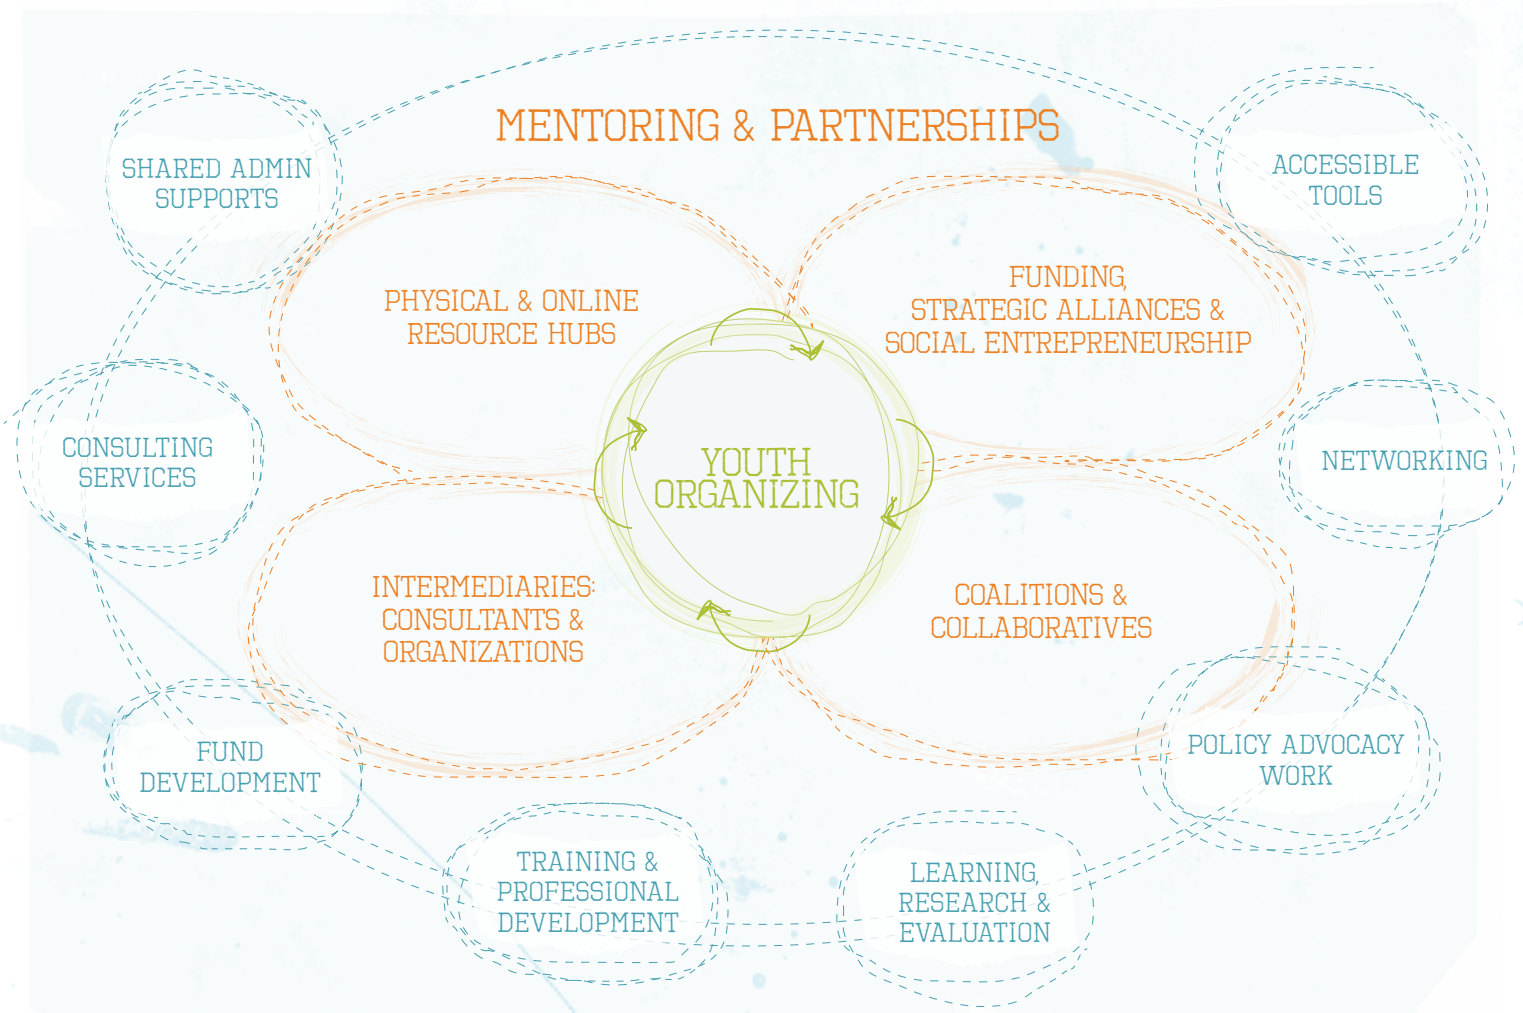 MENTORING & PARTNERSHIPS
SHARED ADMIN
SUPPORTS
ACCESSIBLE
TOOLS
PHYSICAL & ONLINE
RESOURCE HUBS
FUNDING,
STRATEGIC ALLIANCES &
SOCIAL ENTREPRENEURSHIP
CONSULTING
SERVICES
YOUTH
ORGANIZING
NETWORKING
INTERMEDIARIES:
CONSULTANTS &
ORGANIZATIONS
COALITIONS &
COLLABORATIVES
FUND
DEVELOPMENT
POLICY ADVOCACY
WORK
TRAINING &
PROFESSIONAL
DEVELOPMENT
LEARNING,
RESEARCH &
EVALUATION